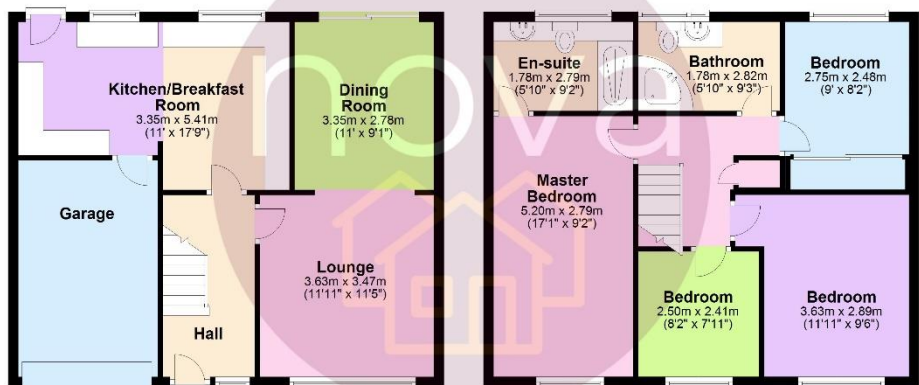 Kitchen/Breakfast
Room
3.35m x 5.41m
(11' x 17'9")
Dining
Room
3.35m x 2.78m
(11' x 9'1")
Garage
Hall
Lounge
3.63m x 3.47m
(11'11" x 11'5")
En-suite
1.78m x 2.79m
(5'10" x 9'2")
Bathroom
1.78m x 2.82m
(5'10" x 9'3")
Bedroom
2.75m x 2.48m
(9' x 8'2")
Master
Bedroom
5.20m x 2.79m
(17'1" x 9'2")
Bedroom
2.50m x 2.41m
(8'2" x 7'11")
Bedroom
3.63m x 2.89m
(11'11" x 9'6")
nova